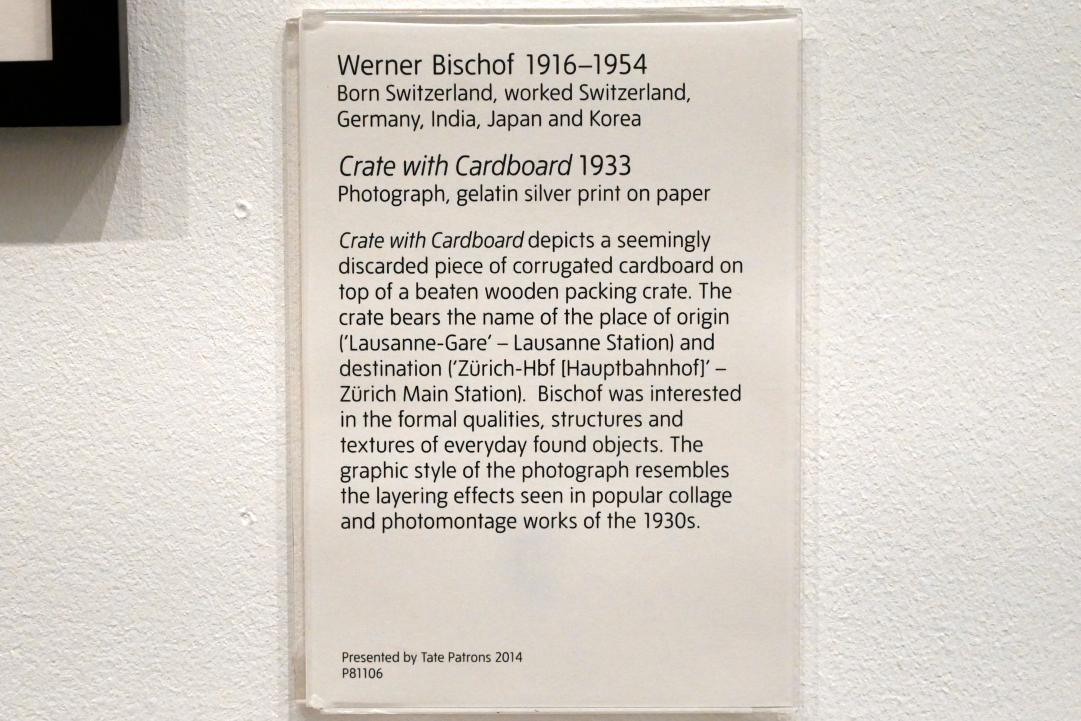 Werner Bischof 1916–1954
Born Switzerland, worked Switzerland,
Germany, India, Japan and Korea
Crate with Cardboard 1933
Photograph, gelatin silver print on paper
Crate with Cardboard depicts a seemingly
discarded piece of corrugated cardboard on
top of a beaten wooden packing crate. The
crate bears the name of the place of origin
(‘Lausanne-Gare’ – Lausanne Station) and
destination (‘Zürich-Hbf [Hauptbahnhof]’ –
Zürich Main Station).  Bischof was interested
in the formal qualities, structures and
textures of everyday found objects. The
graphic style of the photograph resembles
the layering effects seen in popular collage
and photomontage works of the 1930s.
Presented by Tate Patrons 2014
P81106